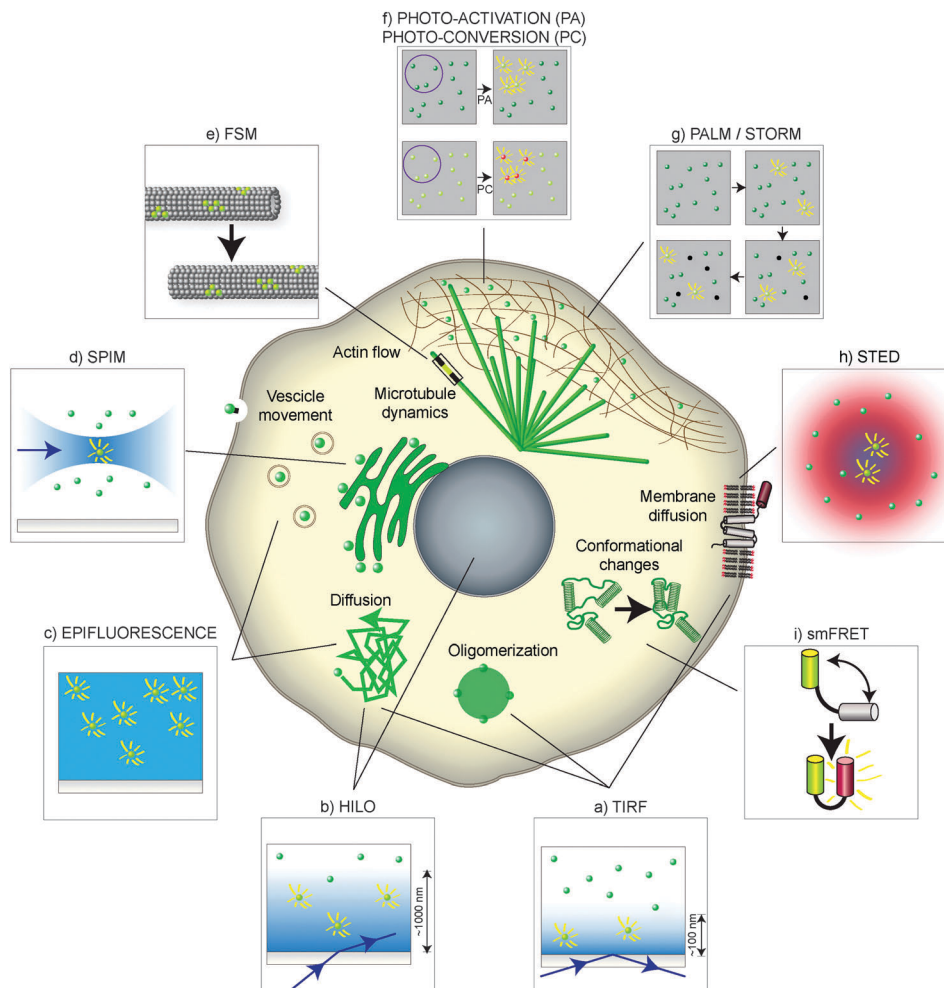 f) PHOTO-ACTIVATION (PA)
PHOTO-CONVERSION (PC)
PA
PC
e) FSM
g) PALM / STORM
d) SPIM
h) STED
Actin flow
Vescicle
movement
Microtubule
dynamics
Membrane
diffusion
Conformational
changes
Diffusion
Oligomerization
c) EPIFLUORESCENCE
i) smFRET
b) HILO
~1000 nm
a) TIRF
~100 nm